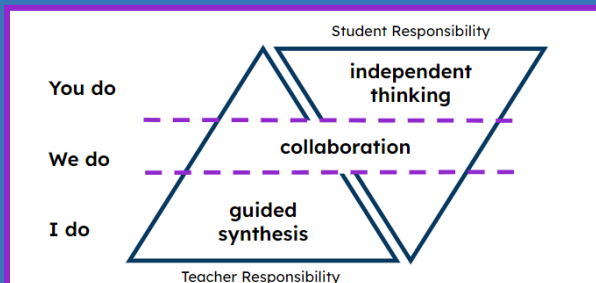 Student Responsibility
You do
independent
thinking
We do
collaboration
I do
guided
synthesis
Teacher Responsibility